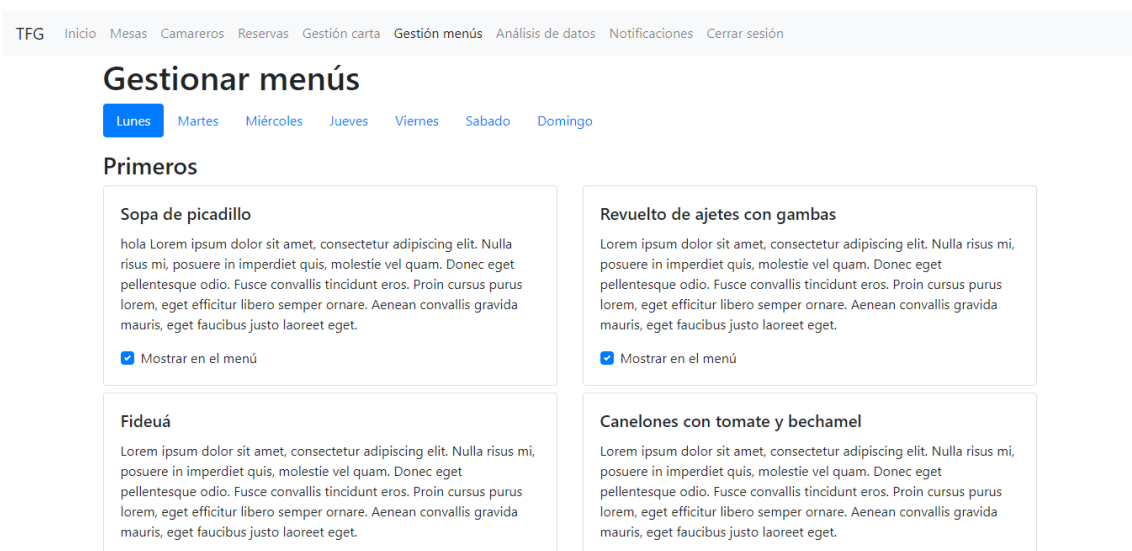 TFG Inicio Mesas Camareros Reservas Gestión carta Gestión menús Análisis de datos Notificaciones Cerrar sesión
Gestionar menús
Lunes Martes Miércoles Jueves Viernes Sabado Domingo
Primeros
Sopa de picadillo
hola Lorem ipsum dolor sit amet, consectetur adipiscing elit. Nulla
risus mi, posuere in imperdiet quis, molestie vel quam. Donec eget
pellentesque odio. Fusce convallis tincidunt eros. Proin cursus purus
lorem, eget efficitur libero semper ornare. Aenean convallis gravida
mauris, eget faucibus justo laoreet eget.
Mostrar en el menú
Revuelto de ajetes con gambas
Lorem ipsum dolor sit amet, consectetur adipiscing elit. Nulla risus mi,
posuere in imperdiet quis, molestie vel quam. Donec eget
pellentesque odio. Fusce convallis tincidunt eros. Proin cursus purus
lorem, eget efficitur libero semper ornare. Aenean convallis gravida
mauris, eget faucibus justo laoreet eget.
Mostrar en el menú
Fideuá
Lorem ipsum dolor sit amet, consectetur adipiscing elit. Nulla risus mi,
posuere in imperdiet quis, molestie vel quam. Donec eget
pellentesque odio. Fusce convallis tincidunt eros. Proin cursus purus
lorem, eget efficitur libero semper ornare. Aenean convallis gravida
mauris, eget faucibus justo laoreet eget.
Canelones con tomate y bechamel
Lorem ipsum dolor sit amet, consectetur adipiscing elit. Nulla risus mi,
posuere in imperdiet quis, molestie vel quam. Donec eget
pellentesque odio. Fusce convallis tincidunt eros. Proin cursus purus
lorem, eget efficitur libero semper ornare. Aenean convallis gravida
mauris, eget faucibus justo laoreet eget.